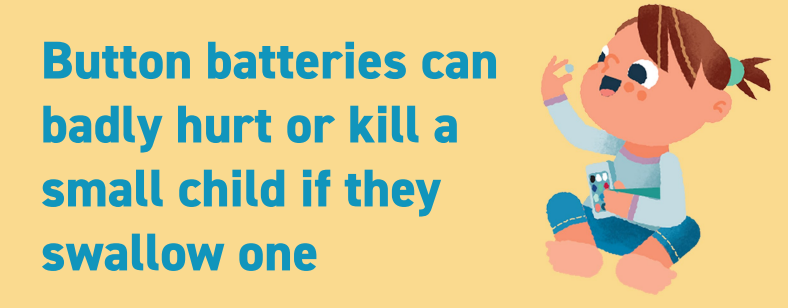 Button batteries can
badly hurt or kill a
small child if they
swallow one